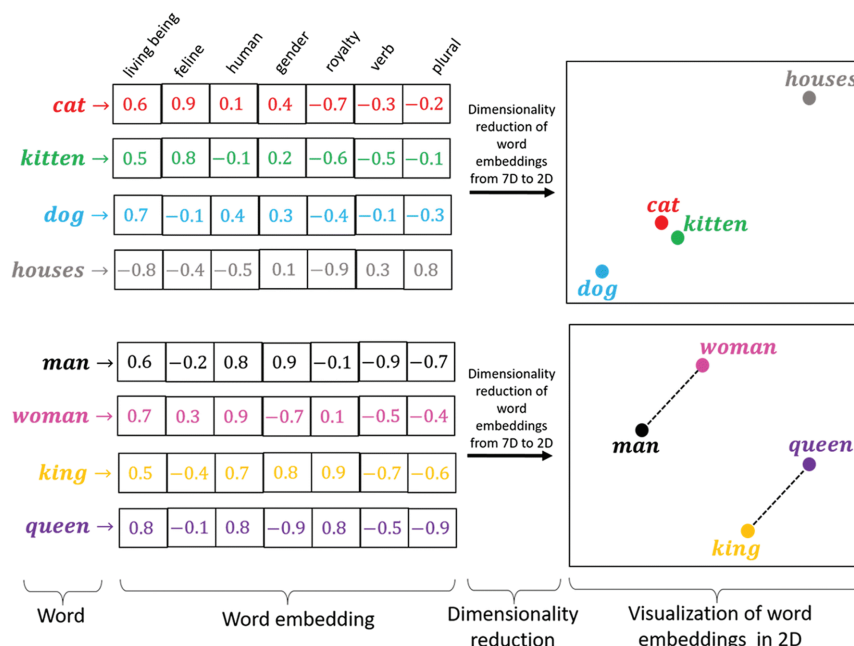 living being feline human gender royalty verb plural
cat → 0.6 0.9 0.1 0.4 −0.7 −0.3 −0.2
kitten → 0.5 0.8 −0.1 0.2 −0.6 −0.5 −0.1
dog → 0.7 −0.1 0.4 0.3 −0.4 −0.1 −0.3
houses → −0.8 −0.4 −0.5 0.1 −0.9 0.3 0.8
Dimensionality
reduction of
word
embeddings
from 7D to 2D
houses
cat
kitten
dog
man → 0.6 −0.2 0.8 0.9 −0.1 −0.9 −0.7
woman → 0.7 0.3 0.9 −0.7 0.1 −0.5 −0.4
king → 0.5 −0.4 0.7 0.8 0.9 −0.7 −0.6
queen → 0.8 −0.1 0.8 −0.9 0.8 −0.5 −0.9
Dimensionality
reduction of
word
embeddings
from 7D to 2D
woman
man
queen
king
Word
Word embedding
Dimensionality
reduction
Visualization of word
embeddings in 2D